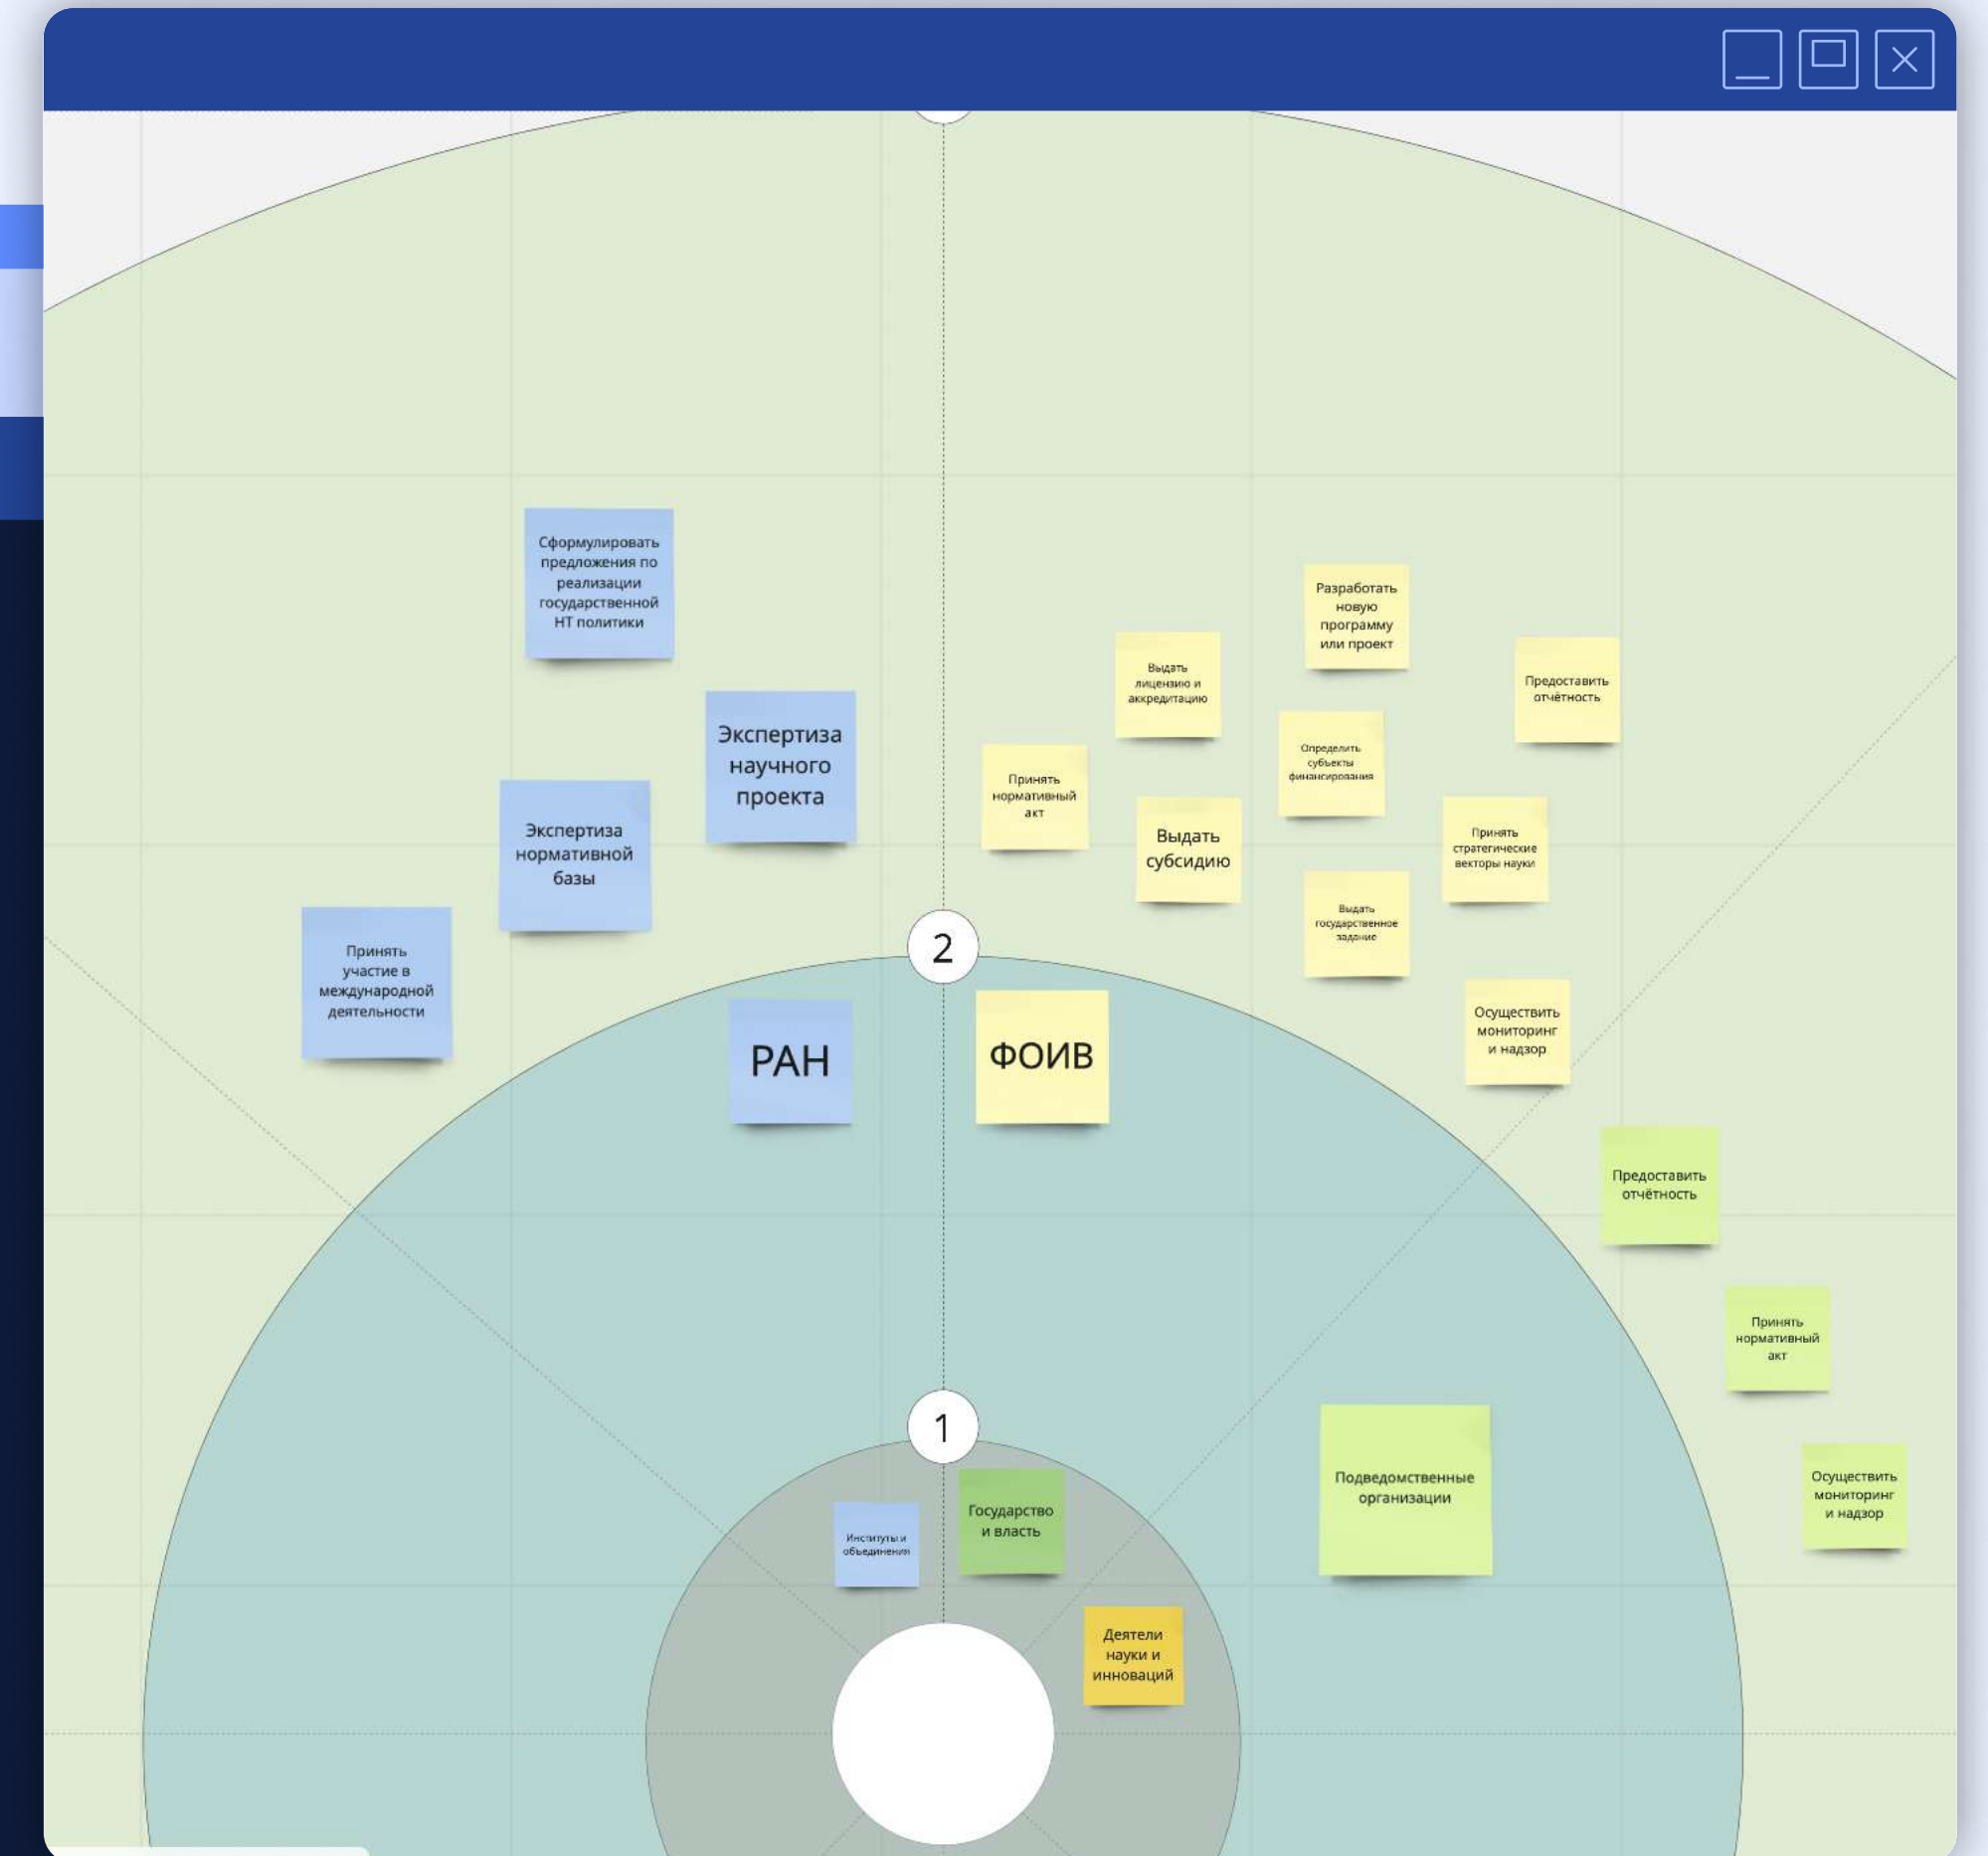 Сформулировать
предложения по
реализации
государственной
НТ политики
Экспертиза
научного
проекта
Экспертиза
нормативной
базы
Принять
участие в
международной
деятельности
Разработать
новую
программу
или проект
Выдать
лицензию и
аккредитацию
Предоставить
отчётность
Определить
субъекты
финансирования
Принять
нормативный
акт
Выдать
субсидию
Принять
стратегические
векторы науки
Выдать
государственное
задание
Осуществить
мониторинг
и надзор
2
РАН
ФОИВ
Предоставить
отчётность
Принять
нормативный
акт
Осуществить
мониторинг
и надзор
1
Подведомственные
организации
Институты и
объединения
Государство
и власть
Деятели
науки и
инноваций